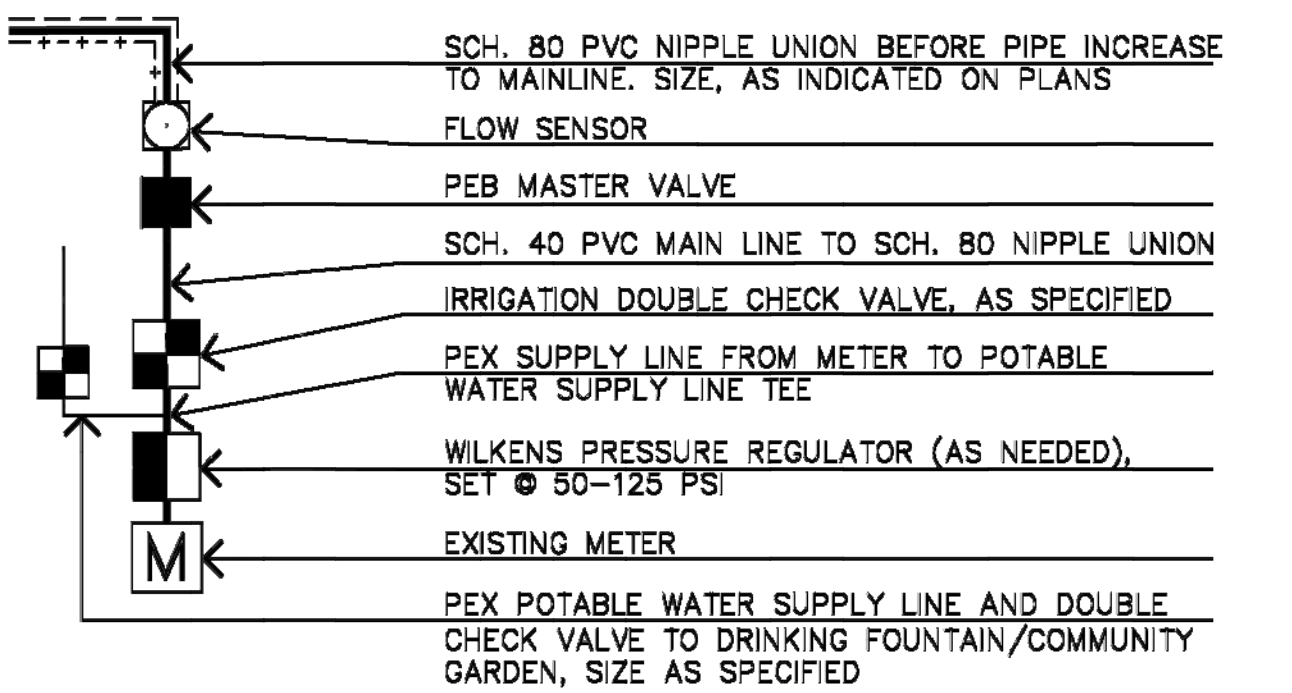 SCH. 80 PVC NIPPLE UNION BEFORE PIPE INCREASE
TO MAINLINE. SIZE, AS INDICATED ON PLANS
FLOW SENSOR
PEB MASTER VALVE
SCH. 40 PVC MAIN LINE TO SCH. 80 NIPPLE UNION
IRRIGATION DOUBLE CHECK VALVE, AS SPECIFIED
PEX SUPPLY LINE FROM METER TO POTABLE
WATER SUPPLY LINE TEE
WILKENS PRESSURE REGULATOR (AS NEEDED),
SET @ 50-125 PSI
M
EXISTING METER
PEX POTABLE WATER SUPPLY LINE AND DOUBLE
CHECK VALVE TO DRINKING FOUNTAIN/COMMUNITY
GARDEN, SIZE AS SPECIFIED